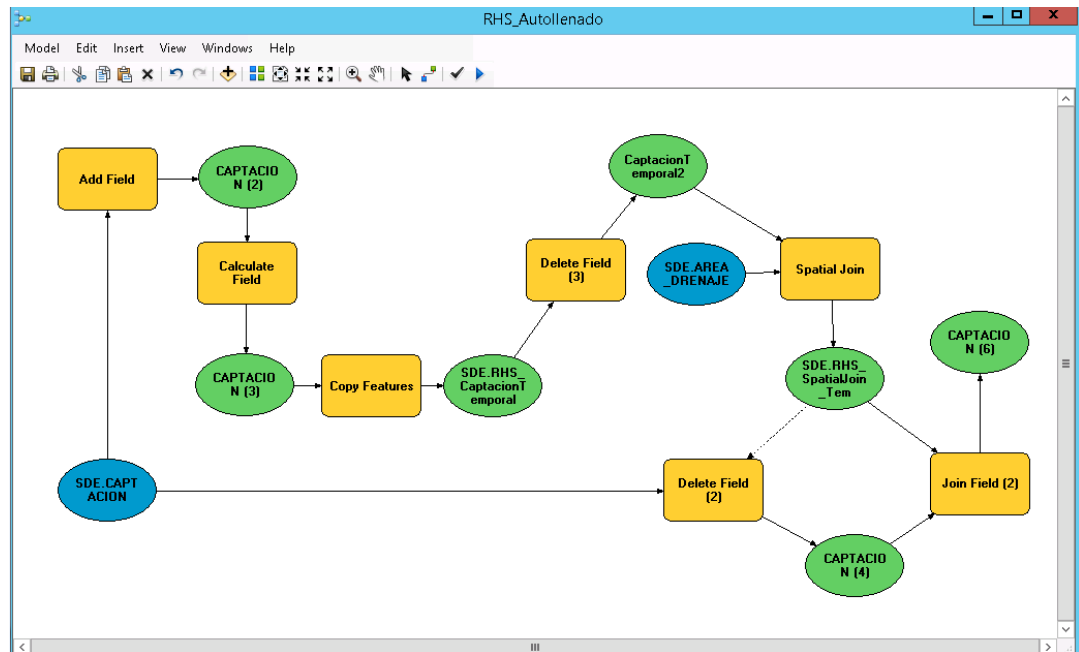 RHS_Autollenado
Model Edit Insert View Windows Help
Add Field
CAPTACIO
N (2)
CaptacionT
emporal2
Calculate
Field
Delete Field
(3)
SDE.AREA
_DRENAJE
Spatial Join
CAPTACIO
N (3)
Copy Features
SDE.RHS_
CaptacionT
emporal
SDE.RHS_
SpatialJoin
_Tem
CAPTACIO
N (6)
SDE.CAPT
ACION
Delete Field
(2)
Join Field (2)
CAPTACIO
N (4)